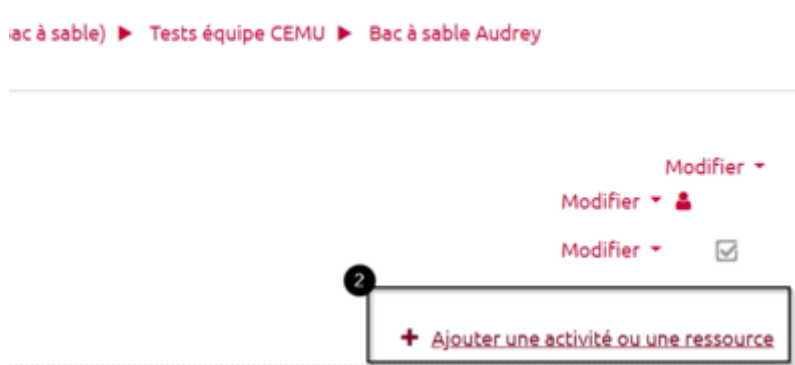 ac à sable) ▶ Tests équipe CEMU ▶ Bac à sable Audrey
Modifier
Modifier
Modifier
2
+ Ajouter une activité ou une ressource